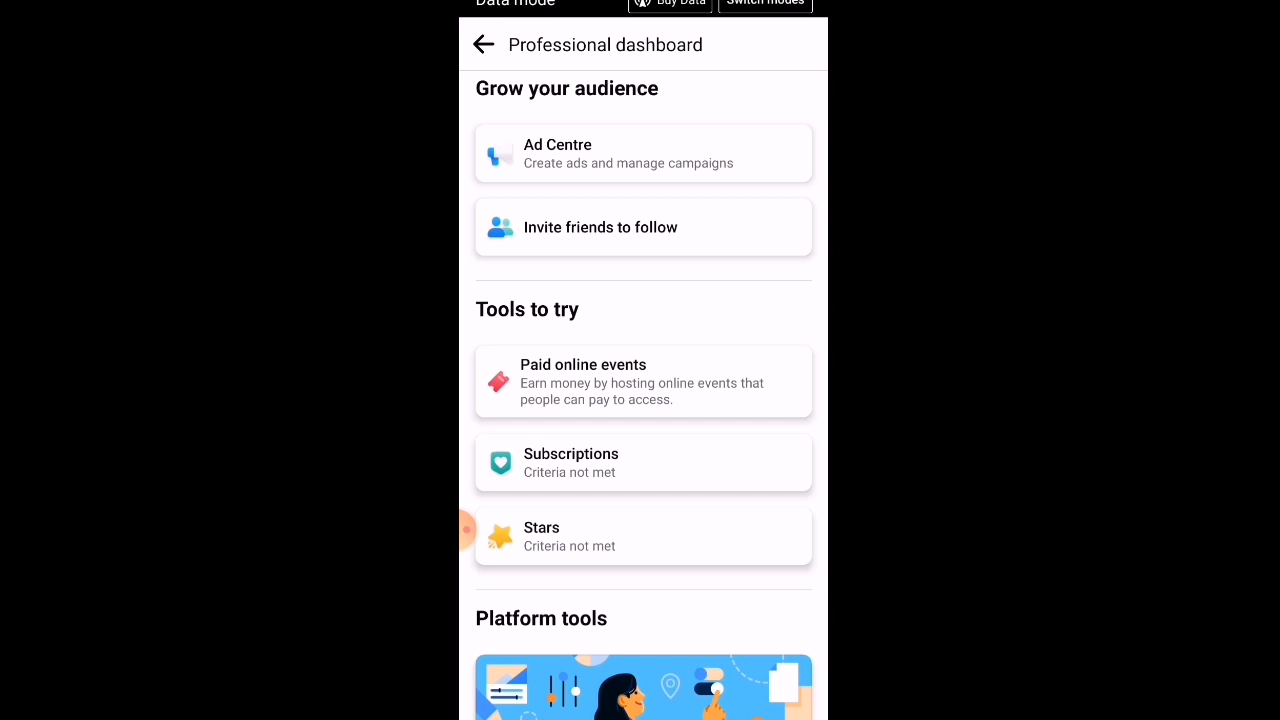 Data mode
Buy Data
Switch modes
Professional dashboard
Grow your audience
Ad Centre
Create ads and manage campaigns
Invite friends to follow
Tools to try
Paid online events
Earn money by hosting online events that
people can pay to access.
Subscriptions
Criteria not met
Stars
Criteria not met
Platform tools